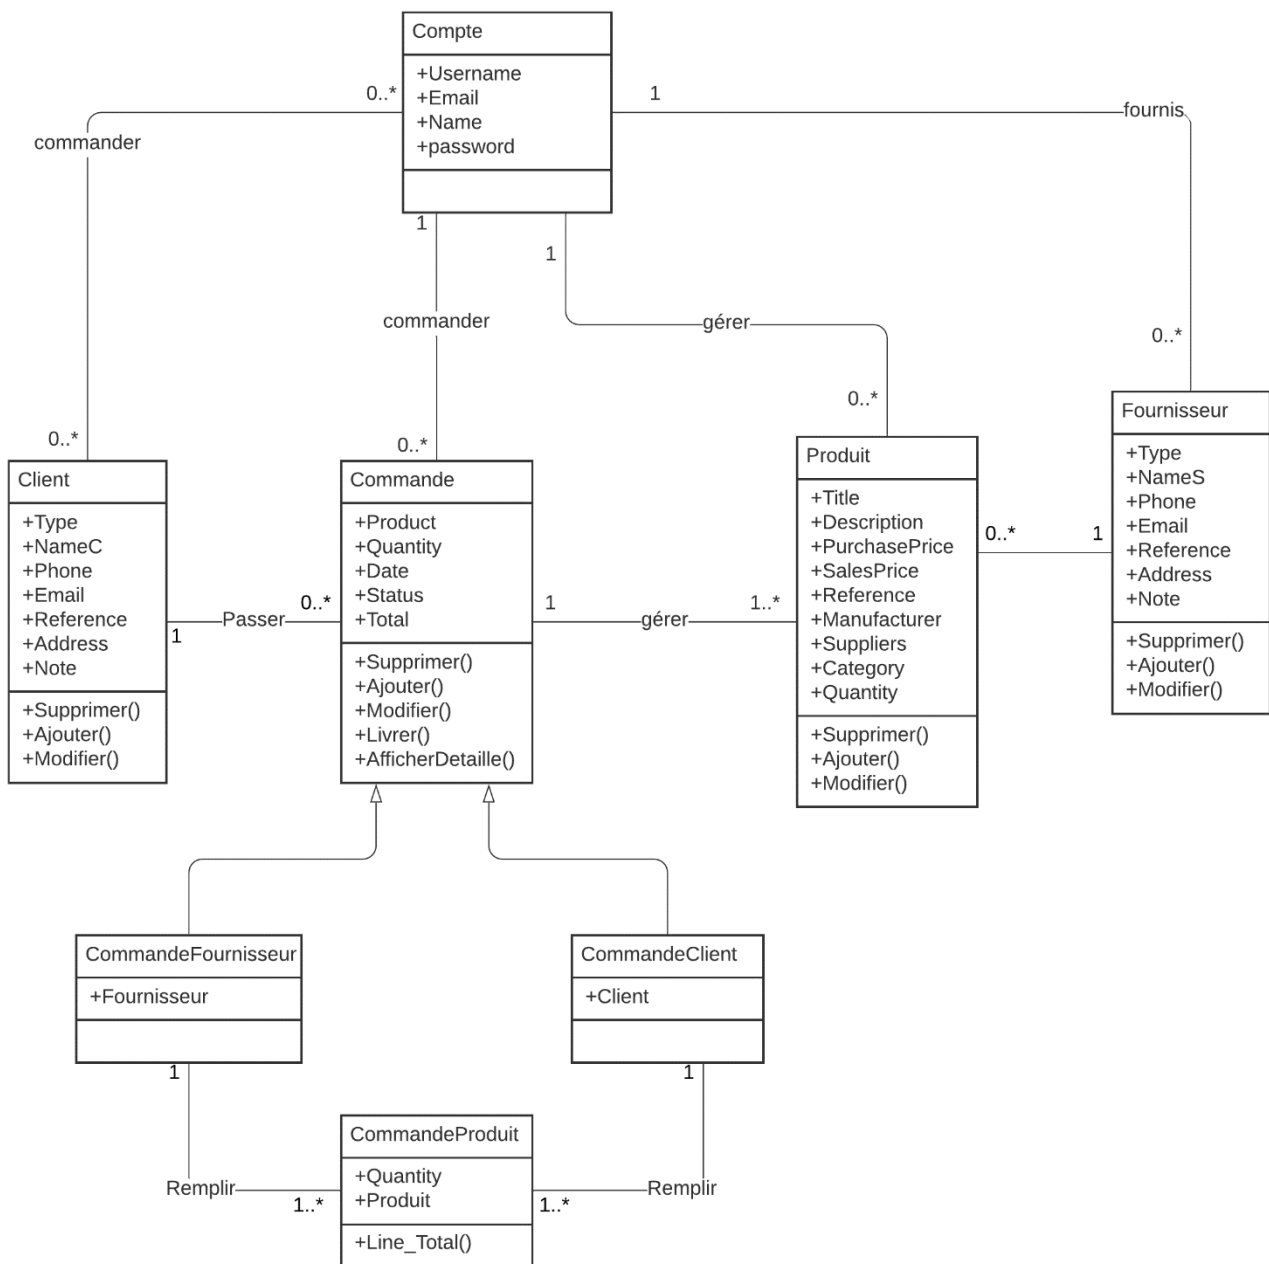 Compte
+Username
+Email
+Name
+password
0..*
1
fournis
commander
1
1
commander
gérer
0..*
0..*
0..*
0..*
Client
+Type
+NameC
+Phone
+Email
+Reference
+Address
+Note
+Supprimer()
+Ajouter()
+Modifier()
1
Passer
0..*
Commande
+Product
+Quantity
+Date
+Status
+Total
+Supprimer()
+Ajouter()
+Modifier()
+Livrer()
+AfficherDetaille()
1
gérer
1..*
Produit
+Title
+Description
+PurchasePrice
+SalesPrice
+Reference
+Manufacturer
+Suppliers
+Category
+Quantity
+Supprimer()
+Ajouter()
+Modifier()
0..*
1
Fournisseur
+Type
+NameS
+Phone
+Email
+Reference
+Address
+Note
+Supprimer()
+Ajouter()
+Modifier()
CommandeFournisseur
+Fournisseur
CommandeClient
+Client
1
1
Remplir
1..*
CommandeProduit
+Quantity
+Produit
+Line_Total()
1..*
Remplir